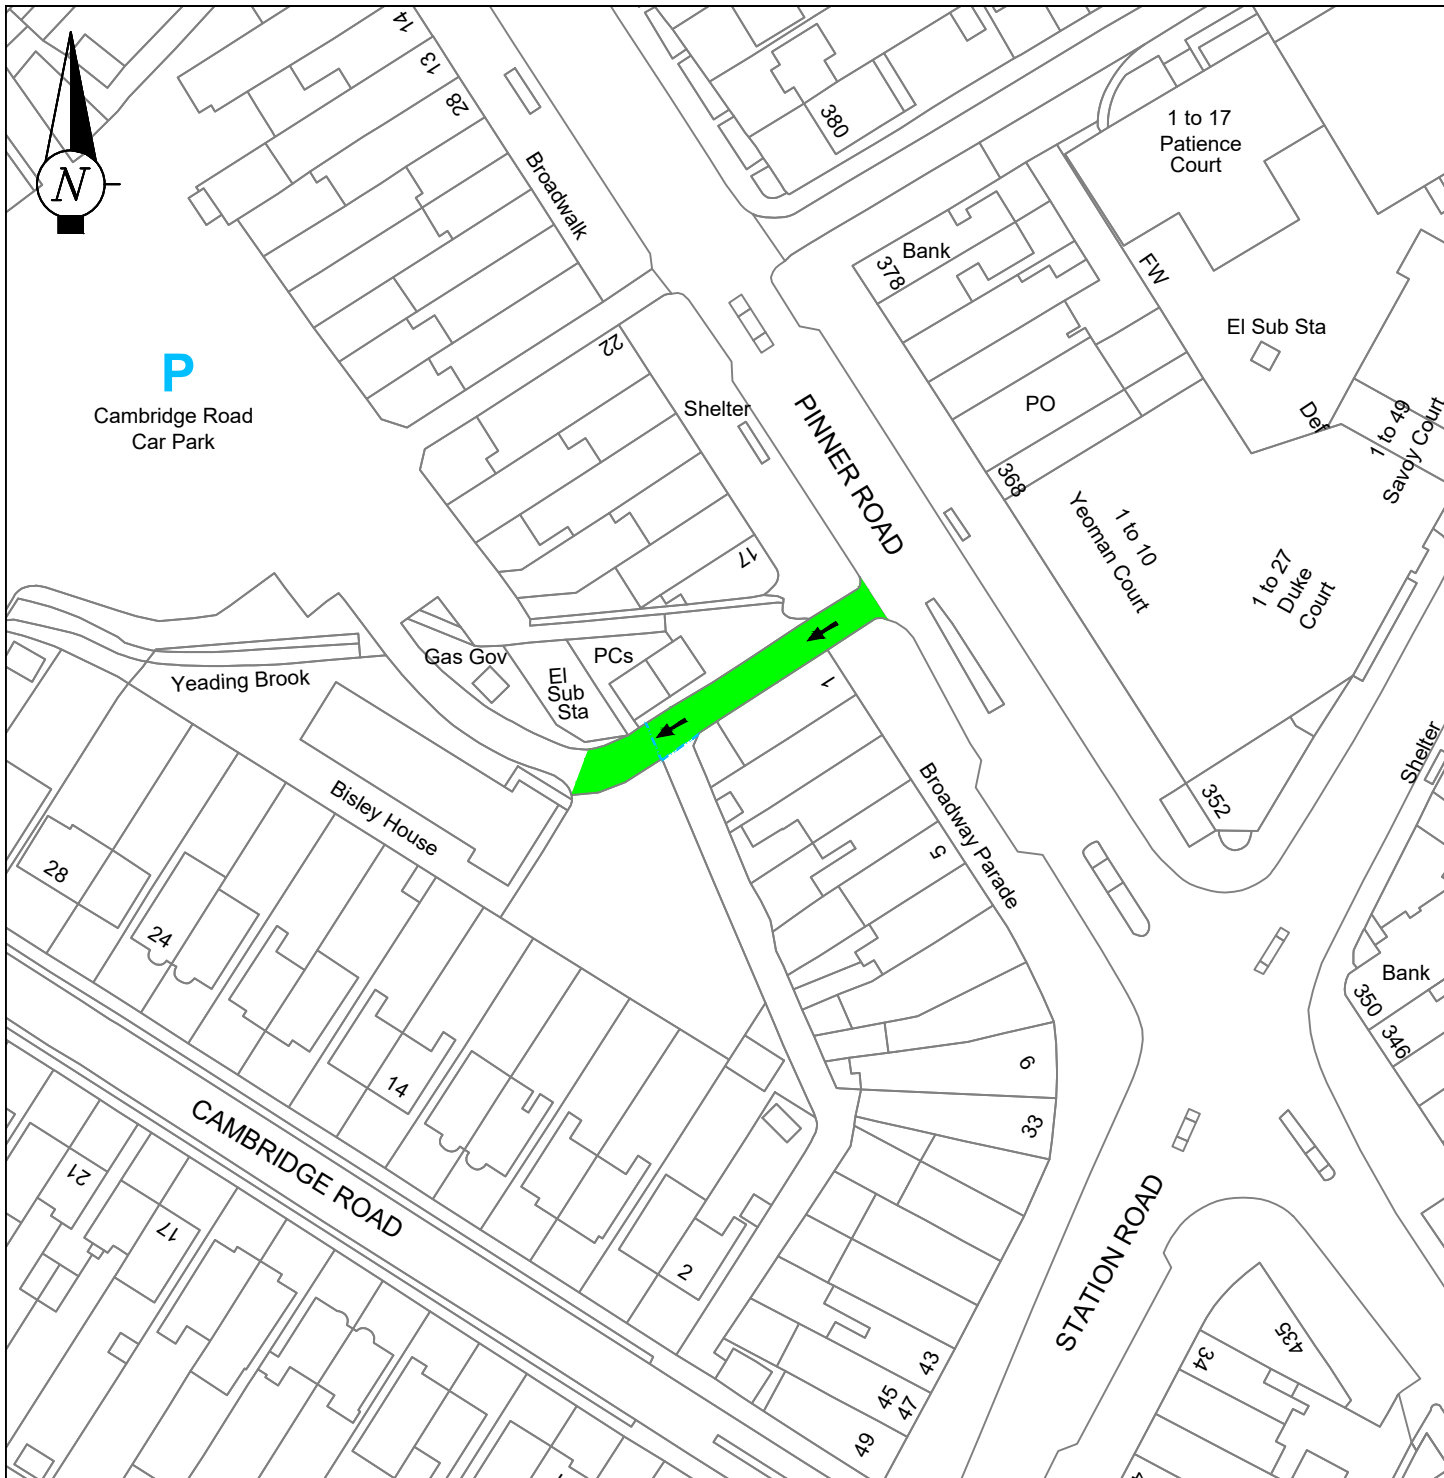 14
13
28
N
Broadwalk
380
1 to 17
Patience
Court
Bank
378
FW
El Sub Sta
22
P
Cambridge Road
Car Park
Shelter
PINNER ROAD
PO
Def
1 to 49
Savoy Court
368
1 to 10
Yeoman Court
1 to 27
Duke
Court
17
Gas Gov
PCs
El
Sub
Sta
Yeading Brook
1
Bisley House
Broadway Parade
352
Shelter
5
28
24
Bank
350
346
14
9
33
CAMBRIDGE ROAD
21
17
2
STATION ROAD
43
45
47
49
34
435